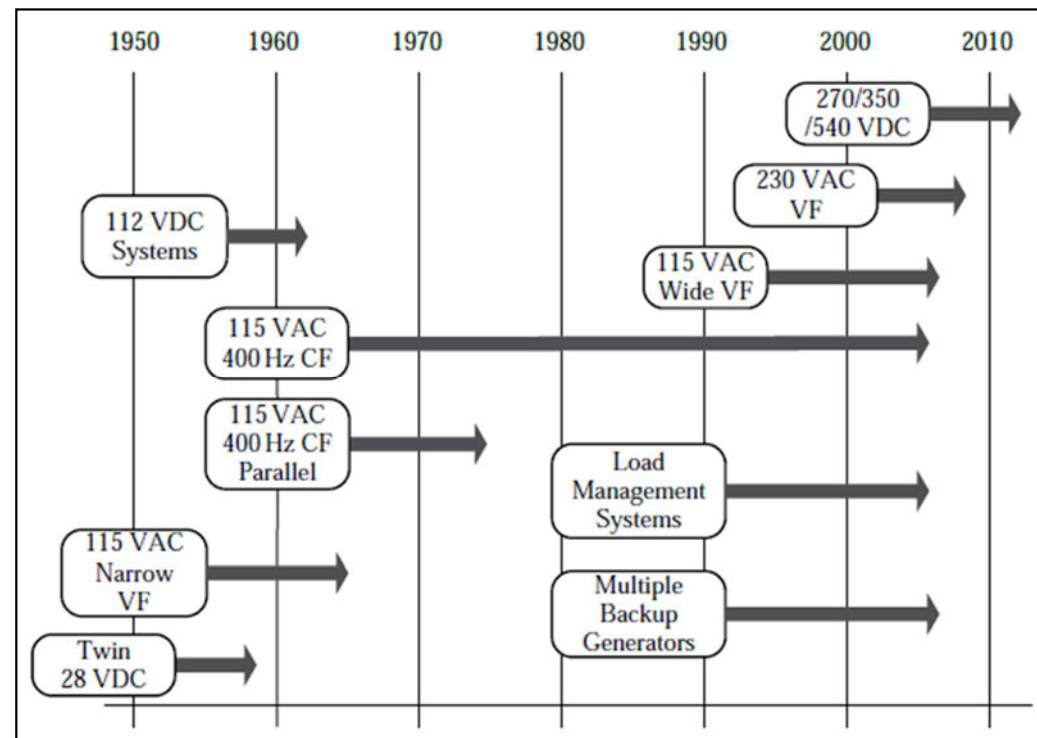 1950 1960 1970 1980 1990 2000 2010
270/350
/540 VDC
230 VAC
VF
112 VDC
Systems
115 VAC
Wide VF
115 VAC
400 Hz CF
115 VAC
400 Hz CF
Parallel
Load
Management
Systems
115 VAC
Narrow
VF
Multiple
Backup
Generators
Twin
28 VDC